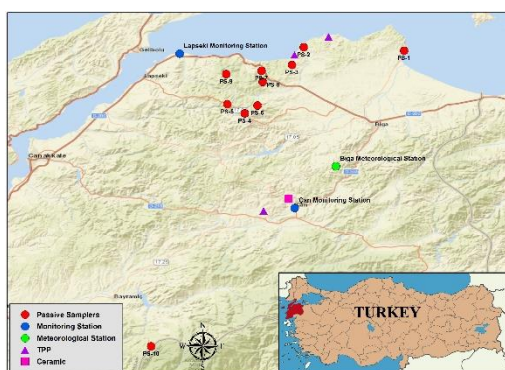 Lapseki Monitoring Station
PS-2
PS-1
PS-3
PS-7
PS-9
PS-8
PS-5
PS-6
PS-4
Biga
Biga Meteorological Station
Çanakkale
Can Monitoring Station
Bayramiç
PS-10
Passive Samplers
Monitoring Station
Meteorological Station
TPP
Ceramic
N
W
E
S
TURKEY